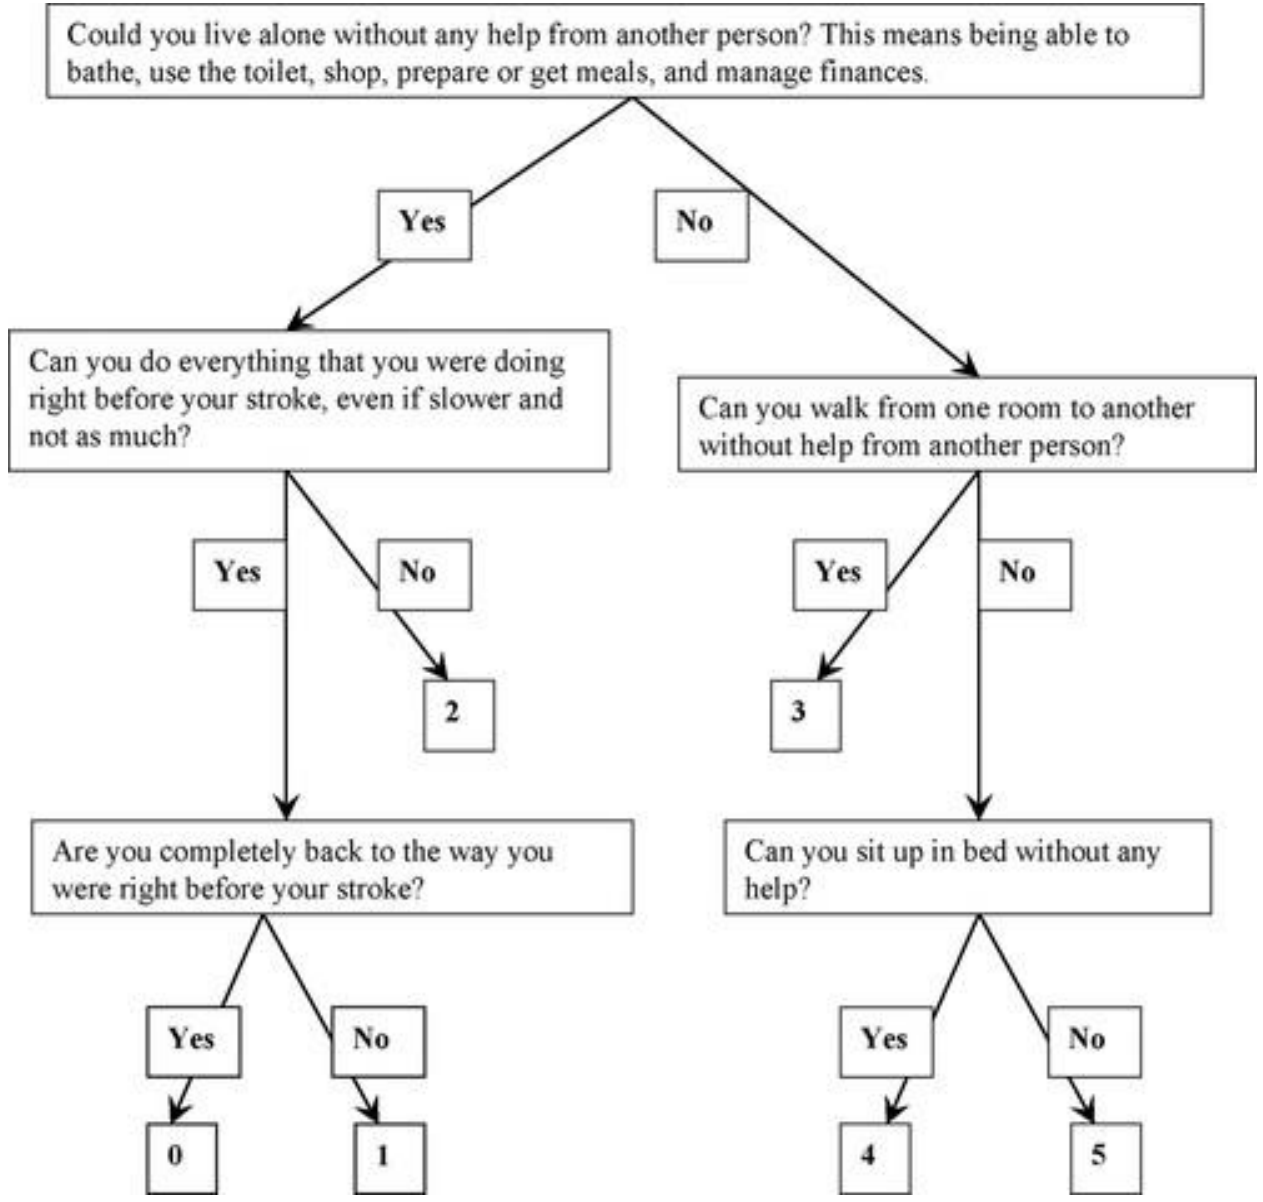 Could you live alone without any help from another person? This means being able to
bathe, use the toilet, shop, prepare or get meals, and manage finances.
Yes
No
Can you do everything that you were doing
right before your stroke, even if slower and
not as much?
Can you walk from one room to another
without help from another person?
Yes
No
Yes
No
2
3
Are you completely back to the way you
were right before your stroke?
Can you sit up in bed without any
help?
Yes
No
Yes
No
0
1
4
5